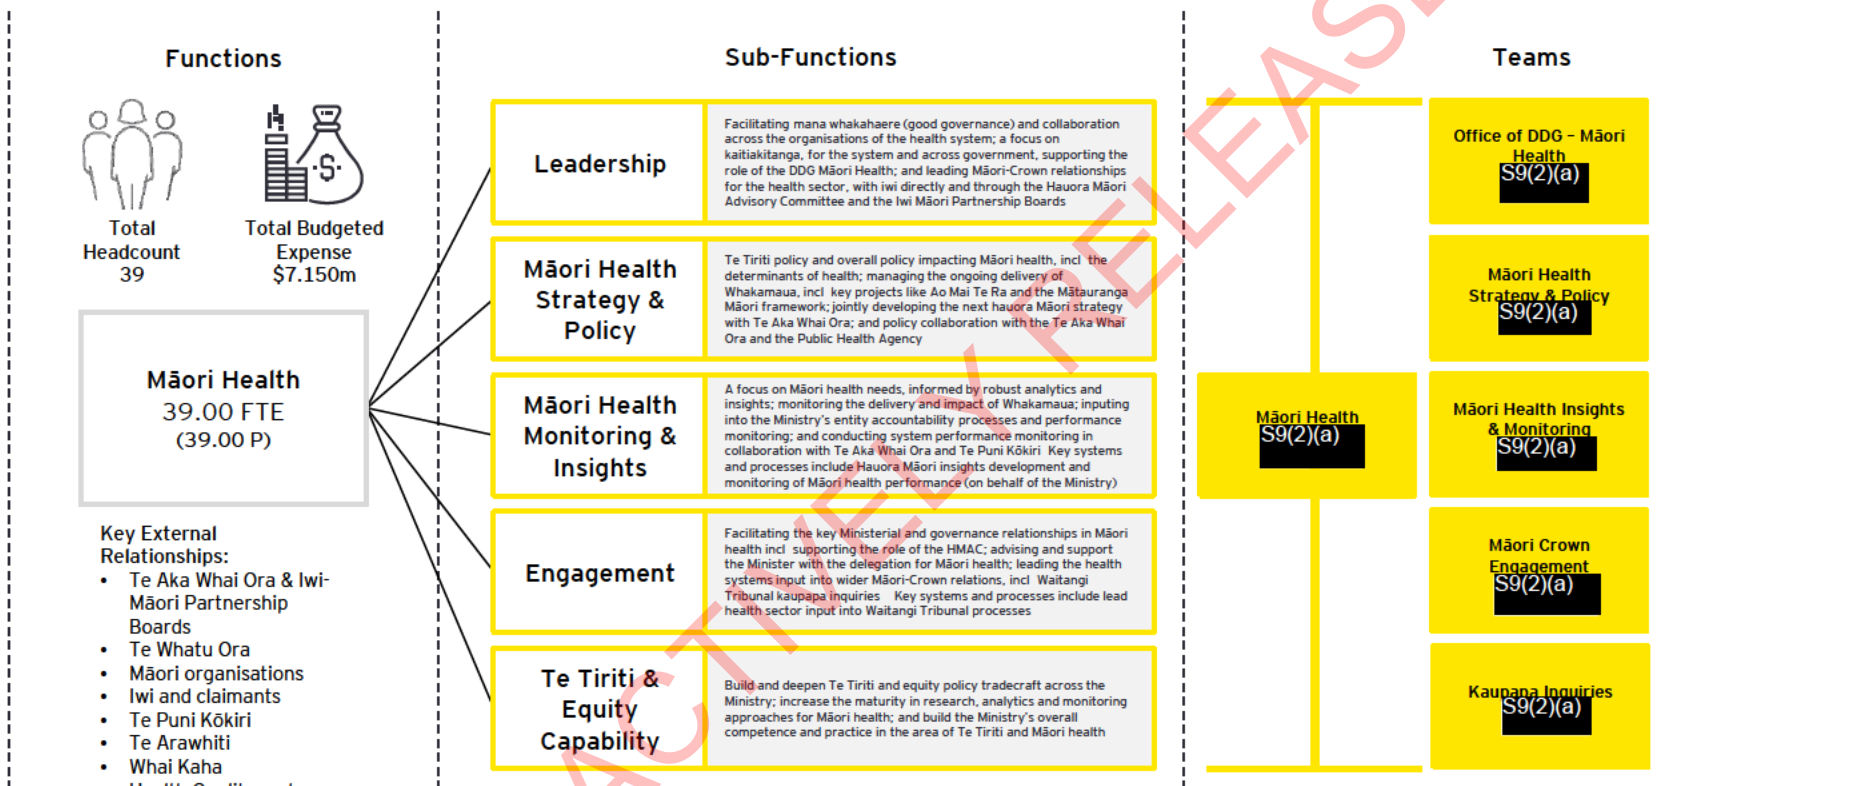 Functions
Total
Headcount
39
Total Budgeted
Expense
$7.150m
Māori Health
39.00 FTE
(39.00 P)
Key External
Relationships:
• Te Aka Whai Ora & Iwi-
Māori Partnership
Boards
• Te Whatu Ora
• Māori organisations
• Iwi and claimants
• Te Puni Kōkiri
• Te Arawhiti
• Whai Kaha
Sub-Functions
Leadership
Facilitating mana whakahaere (good governance) and collaboration
across the organisations of the health system; a focus on
kaitiakitanga, for the system and across government, supporting the
role of the DDG Māori Health; and leading Māori-Crown relationships
for the health sector, with iwi directly and through the Hauora Māori
Advisory Committee and the Iwi Māori Partnership Boards
Māori Health
Strategy &
Policy
Te Tiriti policy and overall policy impacting Māori health, incl the
determinants of health; managing the ongoing delivery of
Whakamaua, incl key projects like Ao Mai Te Ra and the Mātauranga
Māori framework; jointly developing the next hauora Māori strategy
with Te Aka Whai Ora; and policy collaboration with the Te Aka Whai
Ora and the Public Health Agency
Māori Health
Monitoring &
Insights
A focus on Māori health needs, informed by robust analytics and
insights; monitoring the delivery and impact of Whakamaua; inputing
into the Ministry's entity accountability processes and performance
monitoring; and conducting system performance monitoring in
collaboration with Te Aka Whai Ora and Te Puni Kōkiri Key systems
and processes include Hauora Māori insights development and
monitoring of Māori health performance (on behalf of the Ministry)
Engagement
Facilitating the key Ministerial and governance relationships in Māori
health incl supporting the role of the HMAC; advising and support
the Minister with the delegation for Māori health; leading the health
systems input into wider Māori-Crown relations, incl Waitangi
Tribunal kaupapa inquiries Key systems and processes include lead
health sector input into Waitangi Tribunal processes
Te Tiriti &
Equity
Capability
Build and deepen Te Tiriti and equity policy tradecraft across the
Ministry; increase the maturity in research, analytics and monitoring
approaches for Māori health; and build the Ministry's overall
competence and practice in the area of Te Tiriti and Māori health
Teams
Māori Health
S9(2)(a)
Office of DDG – Māori
Health
S9(2)(a)
Māori Health
Strategy & Policy
S9(2)(a)
Māori Health Insights
& Monitoring
S9(2)(a)
Māori Crown
Engagement
S9(2)(a)
Kaupapa Inquiries
S9(2)(a)
ACTIVELY RELEASE